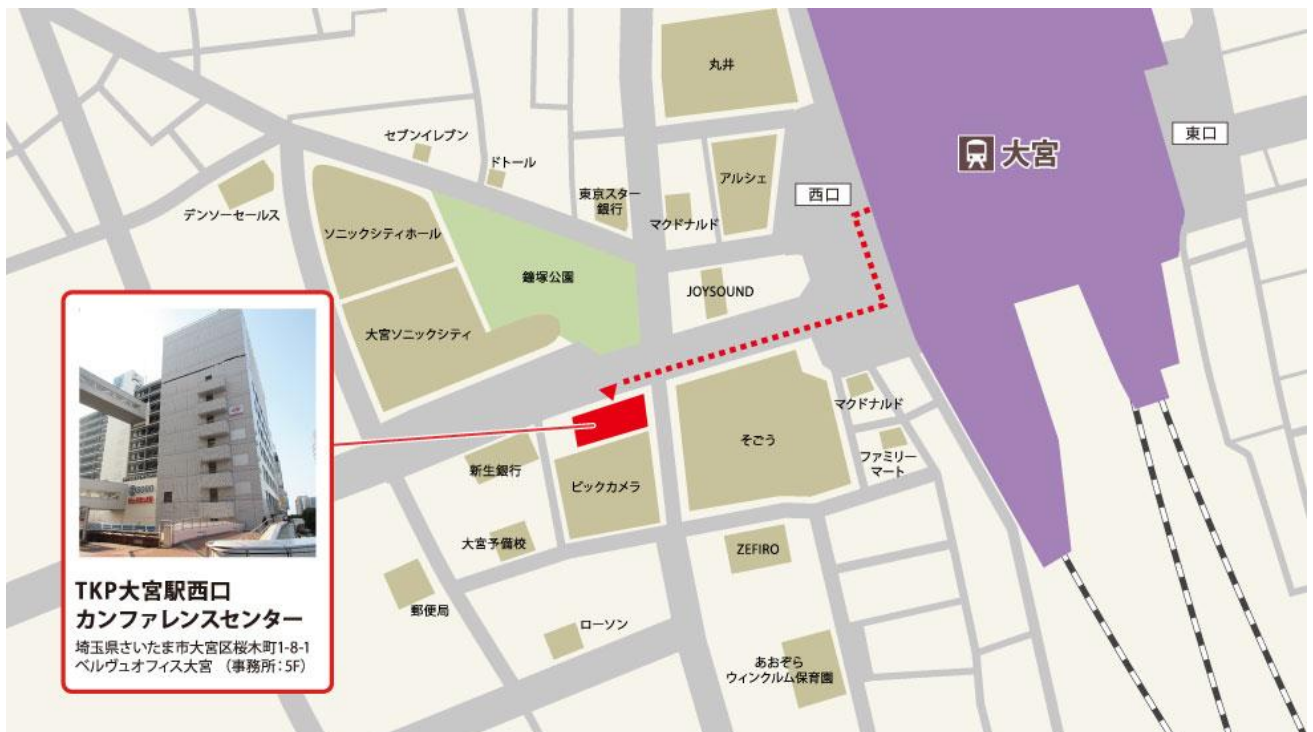 丸井
大宮
東口
西口
セブンイレブン
ドトール
アルシェ
デンソーセールス
東京スター
銀行
マクドナルド
ソニックシティホール
鐘塚公園
JOYSOUND
大宮ソニックシティ
マクドナルド
そごう
ファミリー
マート
新生銀行
ビックカメラ
大宮予備校
ZEFIRO
郵便局
ローソン
あおぞら
ウィンクルム保育園
TKP大宮駅西口
カンファレンスセンター
埼玉県さいたま市大宮区桜木町1-8-1
ベルヴュオフィス大宮 (事務所:5F)